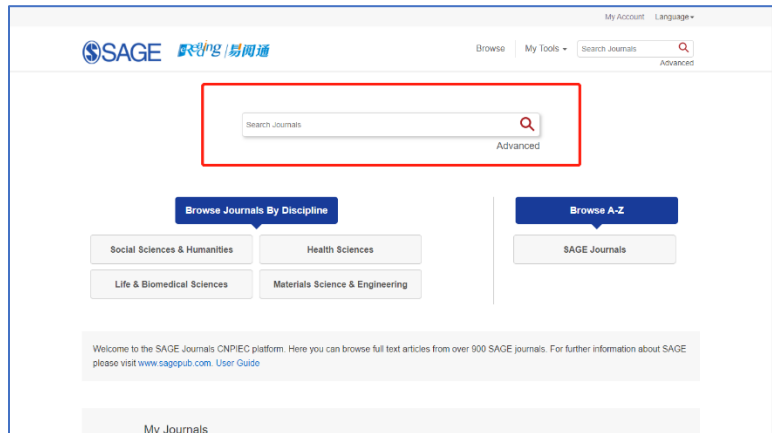 My Account Language
SAGE iReading 易阅通
Browse My Tools Search Journals
Advanced
Search Journals
Advanced
Browse Journals By Discipline
Browse A-Z
Social Sciences & Humanities
Health Sciences
SAGE Journals
Life & Biomedical Sciences
Materials Science & Engineering
Welcome to the SAGE Journals CNPIEC platform. Here you can browse full text articles from over 900 SAGE journals. For further information about SAGE
please visit www.sagepub.com. User Guide
My Journals